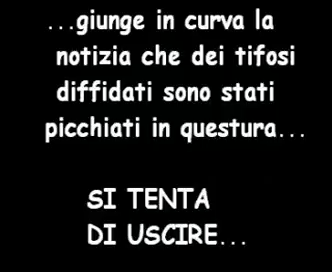 ...giunge in curva la
notizia che dei tifosi
diffidati sono stati
picchiati in questura...
SI TENTA
DI USCIRE...